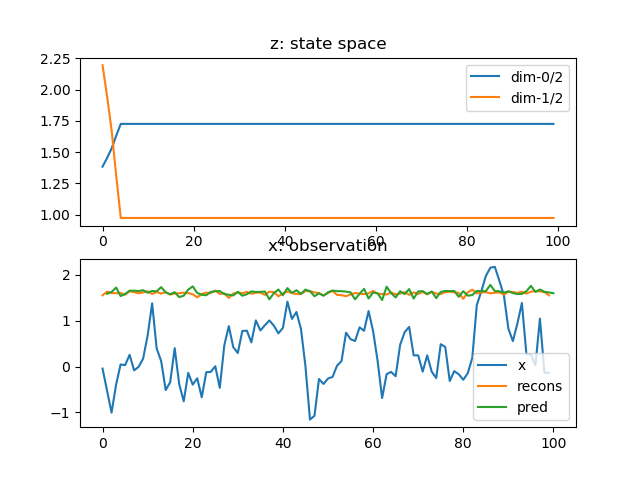 z: state space
2.25
2.00
1.75
1.50
1.25
1.00
dim-0/2
dim-1/2
0 20 40 60 80 100
x: observation
2
1
0
−1
x
recons
pred
0 20 40 60 80 100